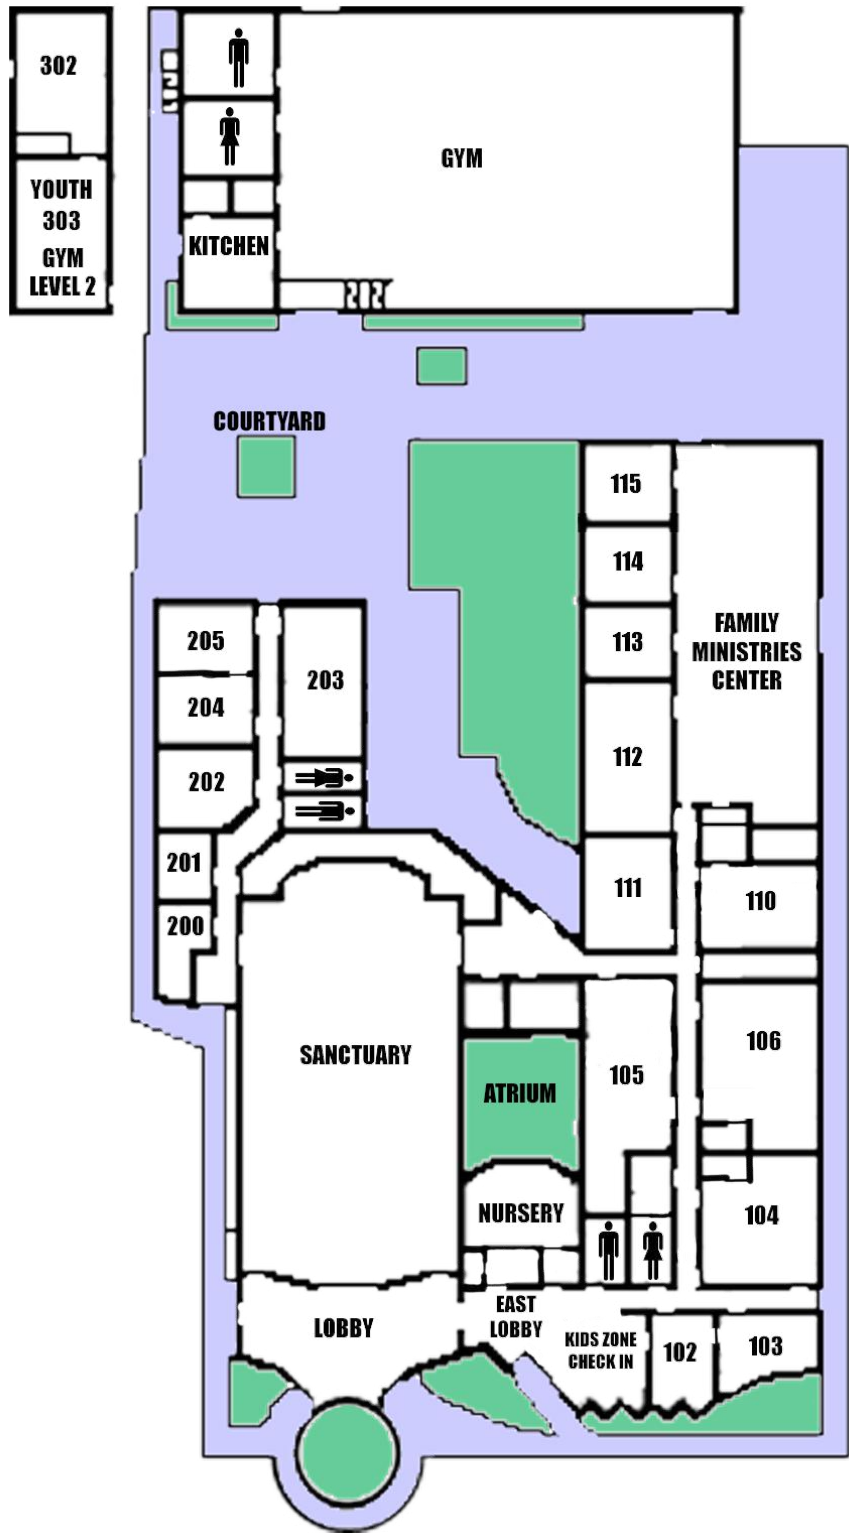 302
YOUTH
303
GYM
LEVEL 2
GYM
KITCHEN
COURTYARD
115
114
113
FAMILY
MINISTRIES
CENTER
112
111
110
205
204
203
202
201
200
SANCTUARY
ATRIUM
105
106
NURSERY
104
LOBBY
EAST
LOBBY
KIDS ZONE
CHECK IN
102
103